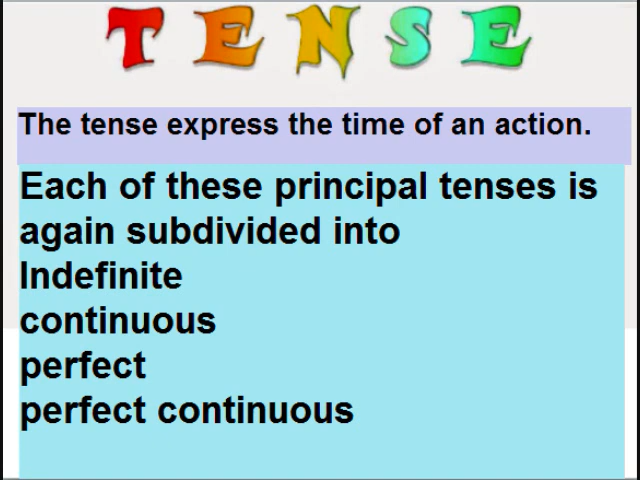 TENSE
The tense express the time of an action.
Each of these principal tenses is
again subdivided into
Indefinite
continuous
perfect
perfect continuous